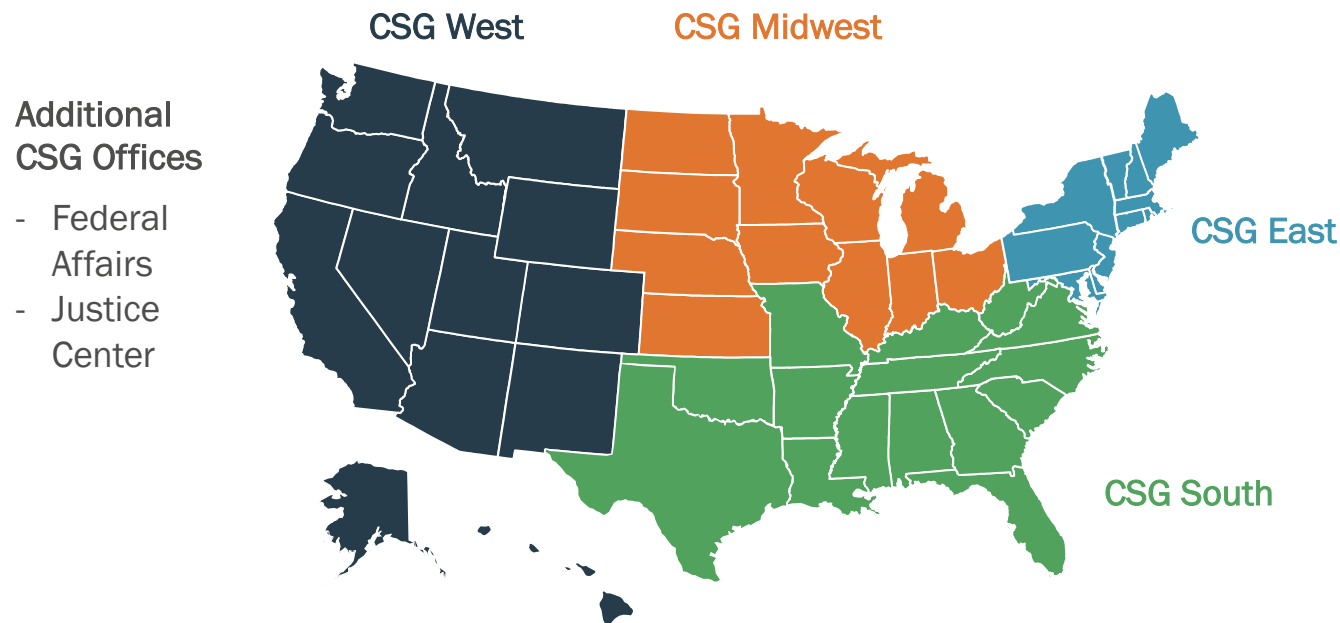 CSG West
CSG Midwest
Additional
CSG Offices
- Federal
Affairs
- Justice
Center
CSG East
CSG South